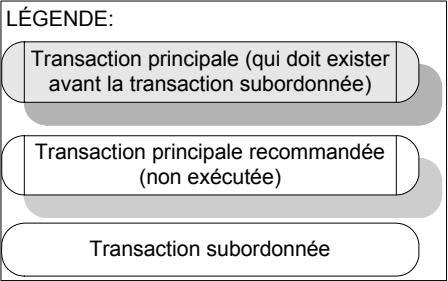 LÉGENDE:
Transaction principale (qui doit exister
avant la transaction subordonnée)
Transaction principale recommandée
(non exécutée)
Transaction subordonnée